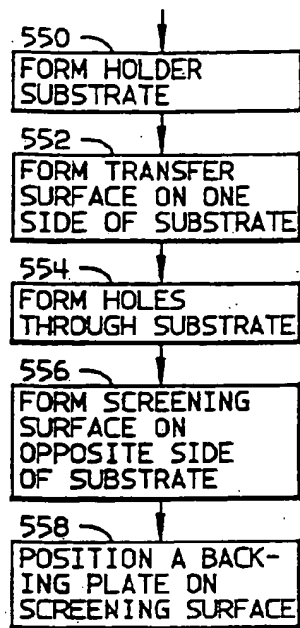 550
FORM HOLDER
SUBSTRATE
552
FORM TRANSFER
SURFACE ON ONE
SIDE OF SUBSTRATE
554
FORM HOLES
THROUGH SUBSTRATE
556
FORM SCREENING
SURFACE ON
OPPOSITE SIDE
OF SUBSTRATE
558
POSITION A BACK-
ING PLATE ON
SCREENING SURFACE